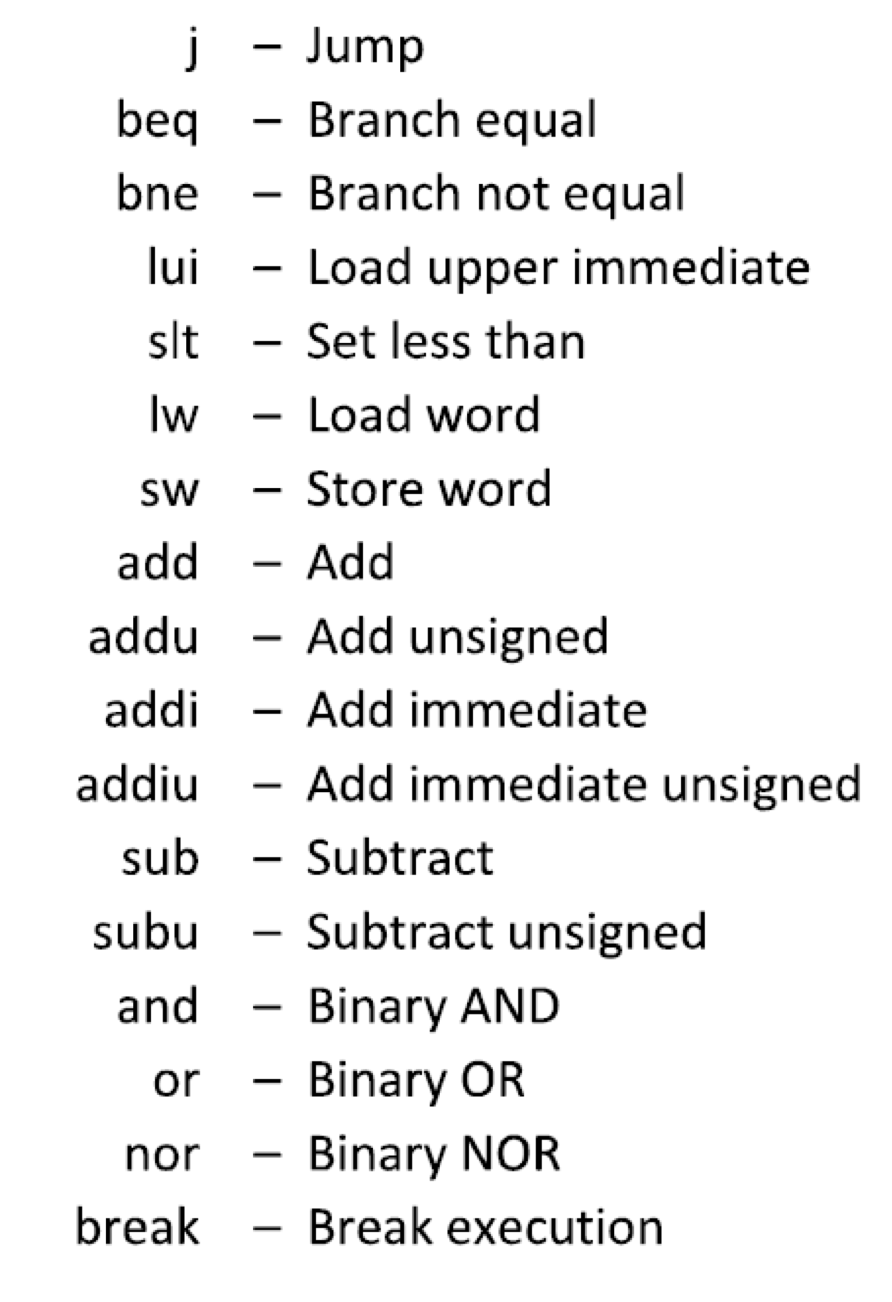 j – Jump
beq – Branch equal
bne – Branch not equal
lui – Load upper immediate
slt – Set less than
lw – Load word
sw – Store word
add – Add
addu – Add unsigned
addi – Add immediate
addiu – Add immediate unsigned
sub – Subtract
subu – Subtract unsigned
and – Binary AND
or – Binary OR
nor – Binary NOR
break – Break execution